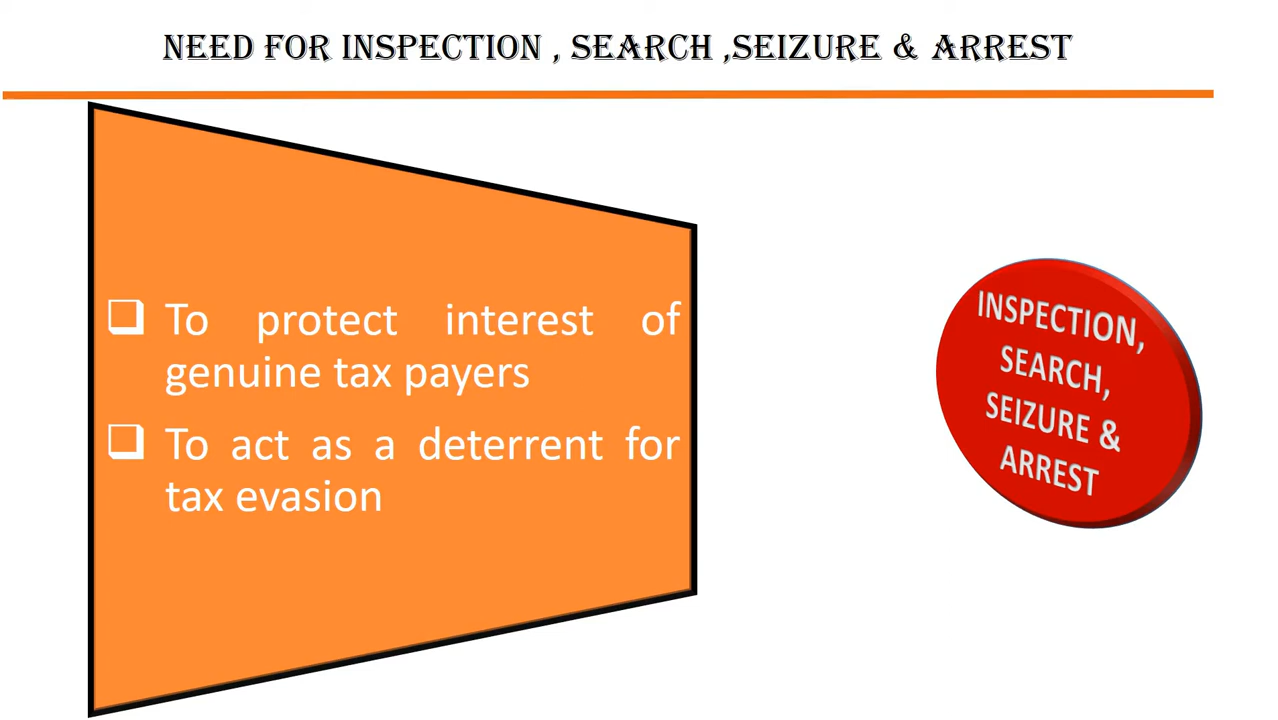 NEED FOR INSPECTION , SEARCH ,SEIZURE & ARREST
To protect interest of
genuine tax payers
To act as a deterrent for
tax evasion
INSPECTION,
SEARCH,
SEIZURE &
ARREST